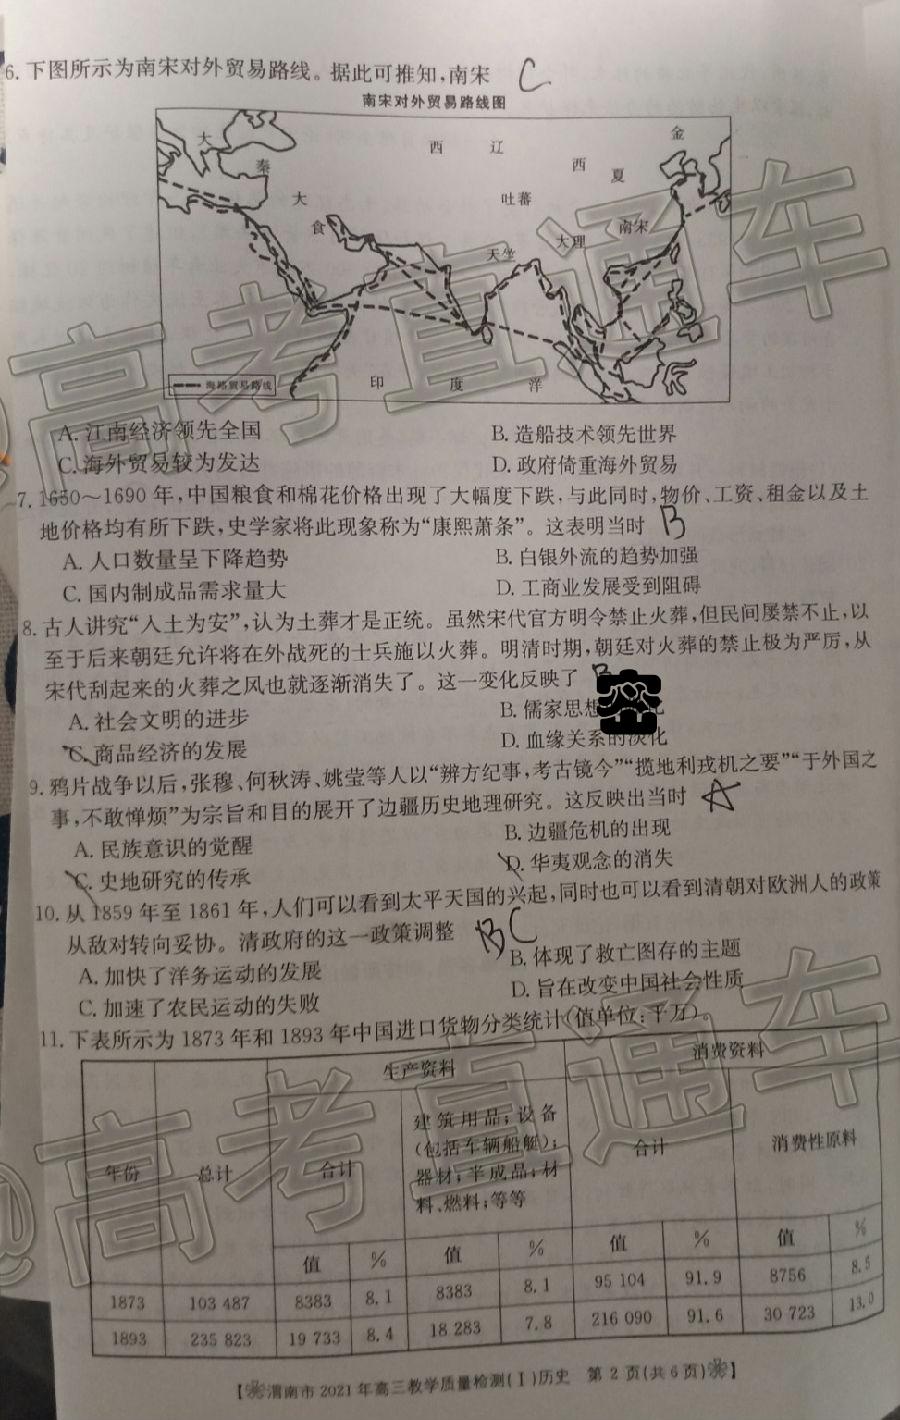 6. 下图所示为南宋对外贸易路线。据此可推知,南宋 C
南宋对外贸易路线图
大 秦
西 辽
金
西 夏
大 食
吐蕃
大理
南宋
天竺
印 度 洋
海路贸易路线
A. 江南经济领先全国 B. 造船技术领先世界
C. 海外贸易较为发达 D. 政府倚重海外贸易
7. 1650~1690 年,中国粮食和棉花价格出现了大幅度下跌,与此同时,物价、工资、租金以及土
地价格均有所下跌,史学家将此现象称为“康熙萧条”。这表明当时 B
A. 人口数量呈下降趋势 B. 白银外流的趋势加强
C. 国内制成品需求量大 D. 工商业发展受到阻碍
8. 古人讲究“入土为安”,认为土葬才是正统。虽然宋代官方明令禁止火葬,但民间屡禁不止,以
至于后来朝廷允许将在外战死的士兵施以火葬。明清时期,朝廷对火葬的禁止极为严厉,从
宋代刮起来的火葬之风也就逐渐消失了。这一变化反映了
A. 社会文明的进步 B. 儒家思想
C. 商品经济的发展 D. 血缘关系的淡化
9. 鸦片战争以后,张穆、何秋涛、姚莹等人以“辨方纪事,考古镜今”“揽地利戎机之要”“于外国之
事,不敢惮烦”为宗旨和目的展开了边疆历史地理研究。这反映出当时 A
A. 民族意识的觉醒 B. 边疆危机的出现
C. 史地研究的传承 D. 华夷观念的消失
10. 从 1859 年至 1861 年,人们可以看到太平天国的兴起,同时也可以看到清朝对欧洲人的政策
从敌对转向妥协。清政府的这一政策调整 BC
A. 加快了洋务运动的发展 B. 体现了救亡图存的主题
C. 加速了农民运动的失败 D. 旨在改变中国社会性质
11. 下表所示为 1873 年和 1893 年中国进口货物分类统计(值单位:千万)。
生产资料 消费资料
年份 总计 合计 建筑用品;设备
(包括车辆船艇);
器材;半成品;材
料、燃料;等等
合计 消费性原料
值 % 值 % 值 % 值 %
1873 103 487 8383 8.1 8383 8.1 95 104 91.9 8756 8.5
1893 235 823 19 733 8.4 18 283 7.8 216 090 91.6 30 723 13.0
【※渭南市 2021 年高三教学质量检测(Ⅰ)历史 第 2 页(共 6 页)※】
@高考直通车
@高考直通车